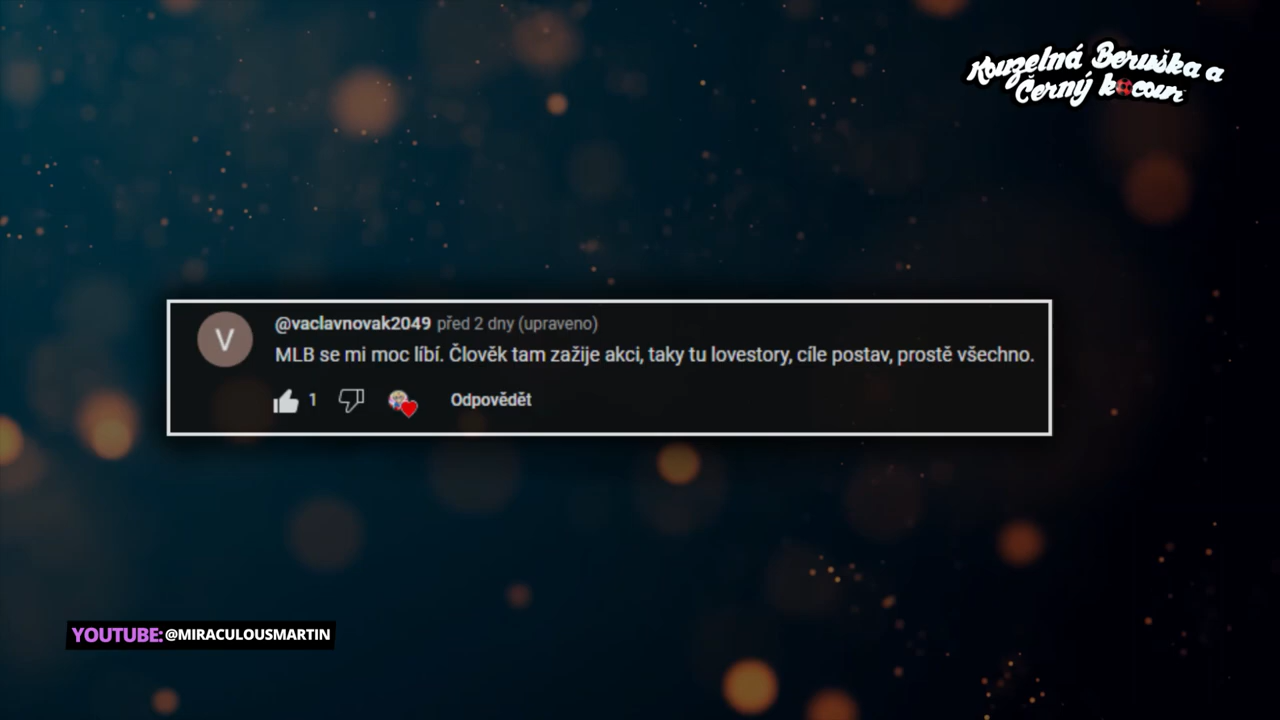 Kouzelná Beruška a
Černý kocour
V
@vaclavnovak2049 před 2 dny (upraveno)
MLB se mi moc líbí. Člověk tam zažije akci, taky tu lovestory, cíle postav, prostě všechno.
1 Odpovědět
YOUTUBE: @MIRACULOUSMARTIN